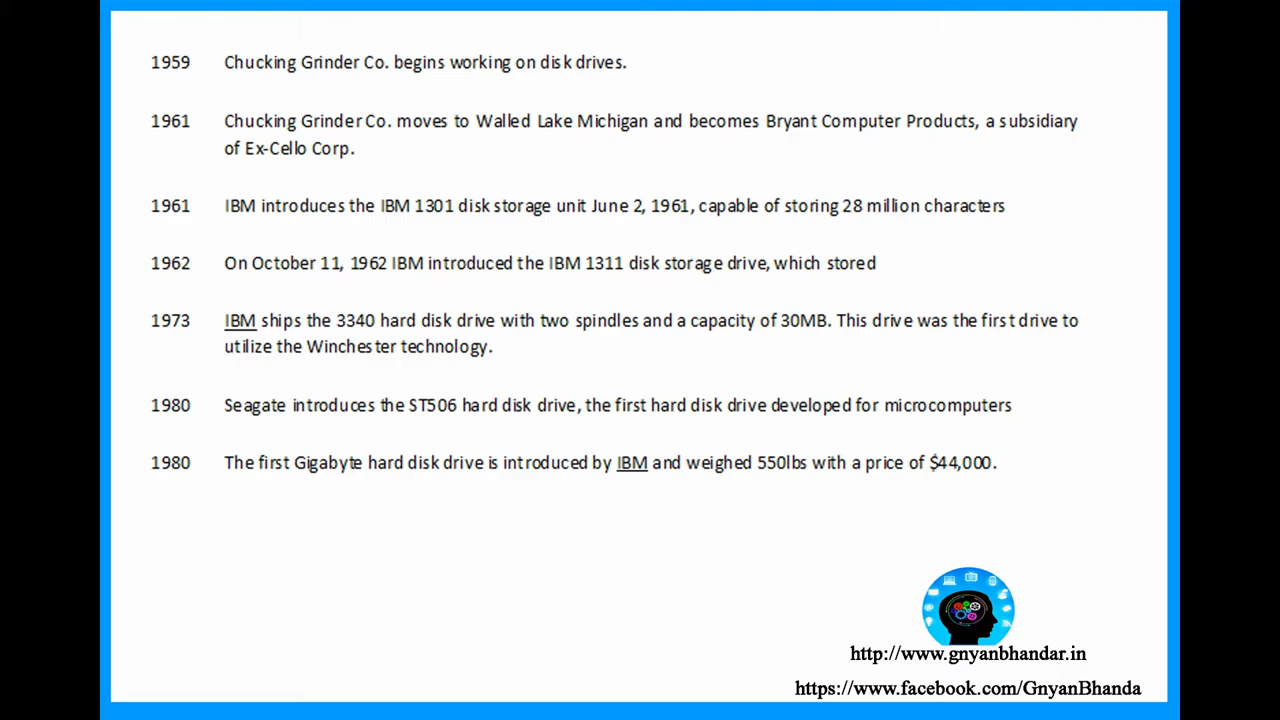 1959 Chucking Grinder Co. begins working on disk drives.
1961 Chucking Grinder Co. moves to Walled Lake Michigan and becomes Bryant Computer Products, a subsidiary
of Ex-Cello Corp.
1961 IBM introduces the IBM 1301 disk storage unit June 2, 1961, capable of storing 28 million characters
1962 On October 11, 1962 IBM introduced the IBM 1311 disk storage drive, which stored
1973 IBM ships the 3340 hard disk drive with two spindles and a capacity of 30MB. This drive was the first drive to
utilize the Winchester technology.
1980 Seagate introduces the ST506 hard disk drive, the first hard disk drive developed for microcomputers
1980 The first Gigabyte hard disk drive is introduced by IBM and weighed 550lbs with a price of $44,000.
http://www.gnyanbhandar.in
https://www.facebook.com/GnyanBhanda